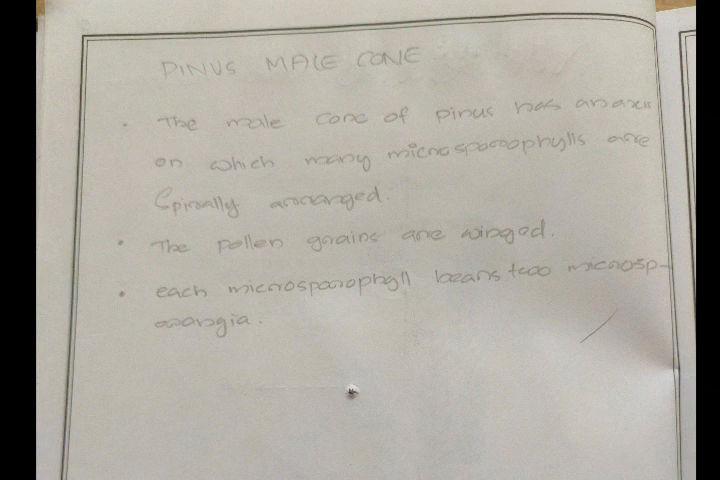 PINUS MALE CONE
• The male cone of pinus has an axis
on which many microsporophylls are
Spirally arranged.
• The pollen grains are winged.
• each microsporophyll bears two microsp-
orangia.